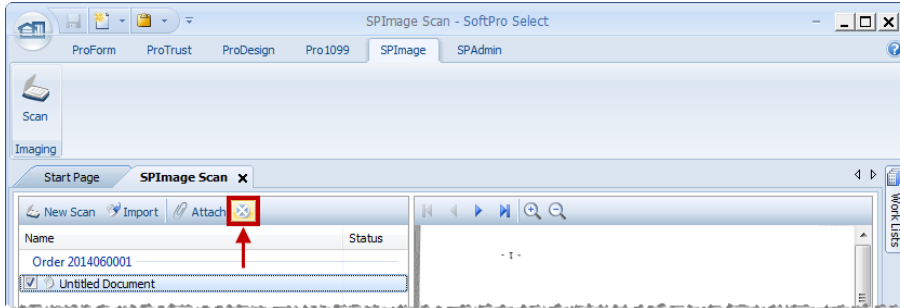 SPImage Scan - SoftPro Select
ProForm ProTrust ProDesign Pro1099 SPImage SPAdmin
Scan
Imaging
Start Page SPImage Scan X
New Scan Import Attach
Name Status
- I -
Order 2014060001
Untitled Document
Work Lists